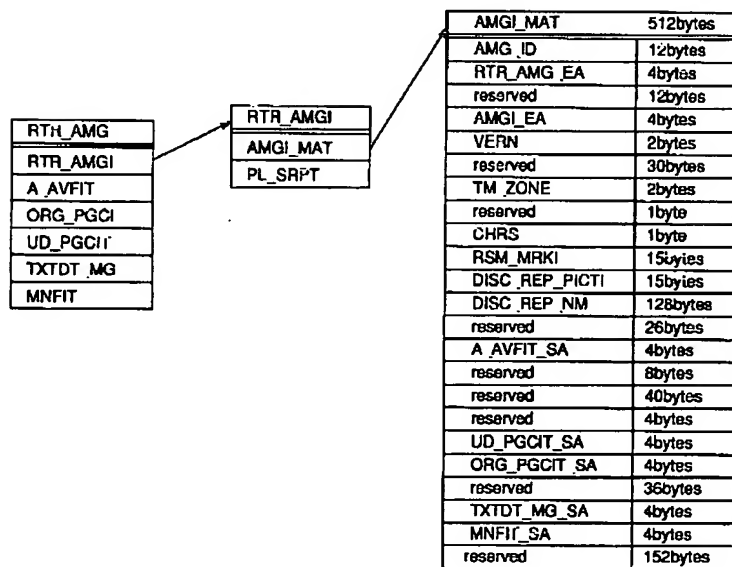 RTR_AMG
RTR_AMGI
A_AVFIT
ORG_PGCI
UD_PGCIT
TXTDT_MG
MNFIT
RTR_AMGI
AMGI_MAT
PL_SRPT
AMGI_MAT 512bytes
AMG_ID 12bytes
RTR_AMG_EA 4bytes
reserved 12bytes
AMGI_EA 4bytes
VERN 2bytes
reserved 30bytes
TM_ZONE 2bytes
reserved 1byte
CHRS 1byte
RSM_MRKI 15bytes
DISC_REP_PICTI 15bytes
DISC_REP_NM 128bytes
reserved 26bytes
A_AVFIT_SA 4bytes
reserved 8bytes
reserved 40bytes
reserved 4bytes
UD_PGCIT_SA 4bytes
ORG_PGCIT_SA 4bytes
reserved 36bytes
TXTDT_MG_SA 4bytes
MNFIT_SA 4bytes
reserved 152bytes